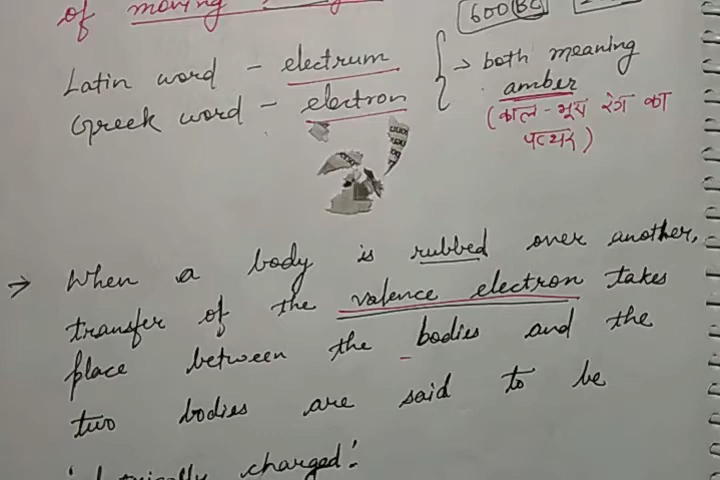 of moving
600 BC
Latin word - electrum
Greek word - electron
} → both meaning
amber
(काल - भूरा रंग का
पत्थर)
→ When a body is rubbed over another,
transfer of the valence electron takes
place between the bodies and the
two bodies are said to be
charged'.